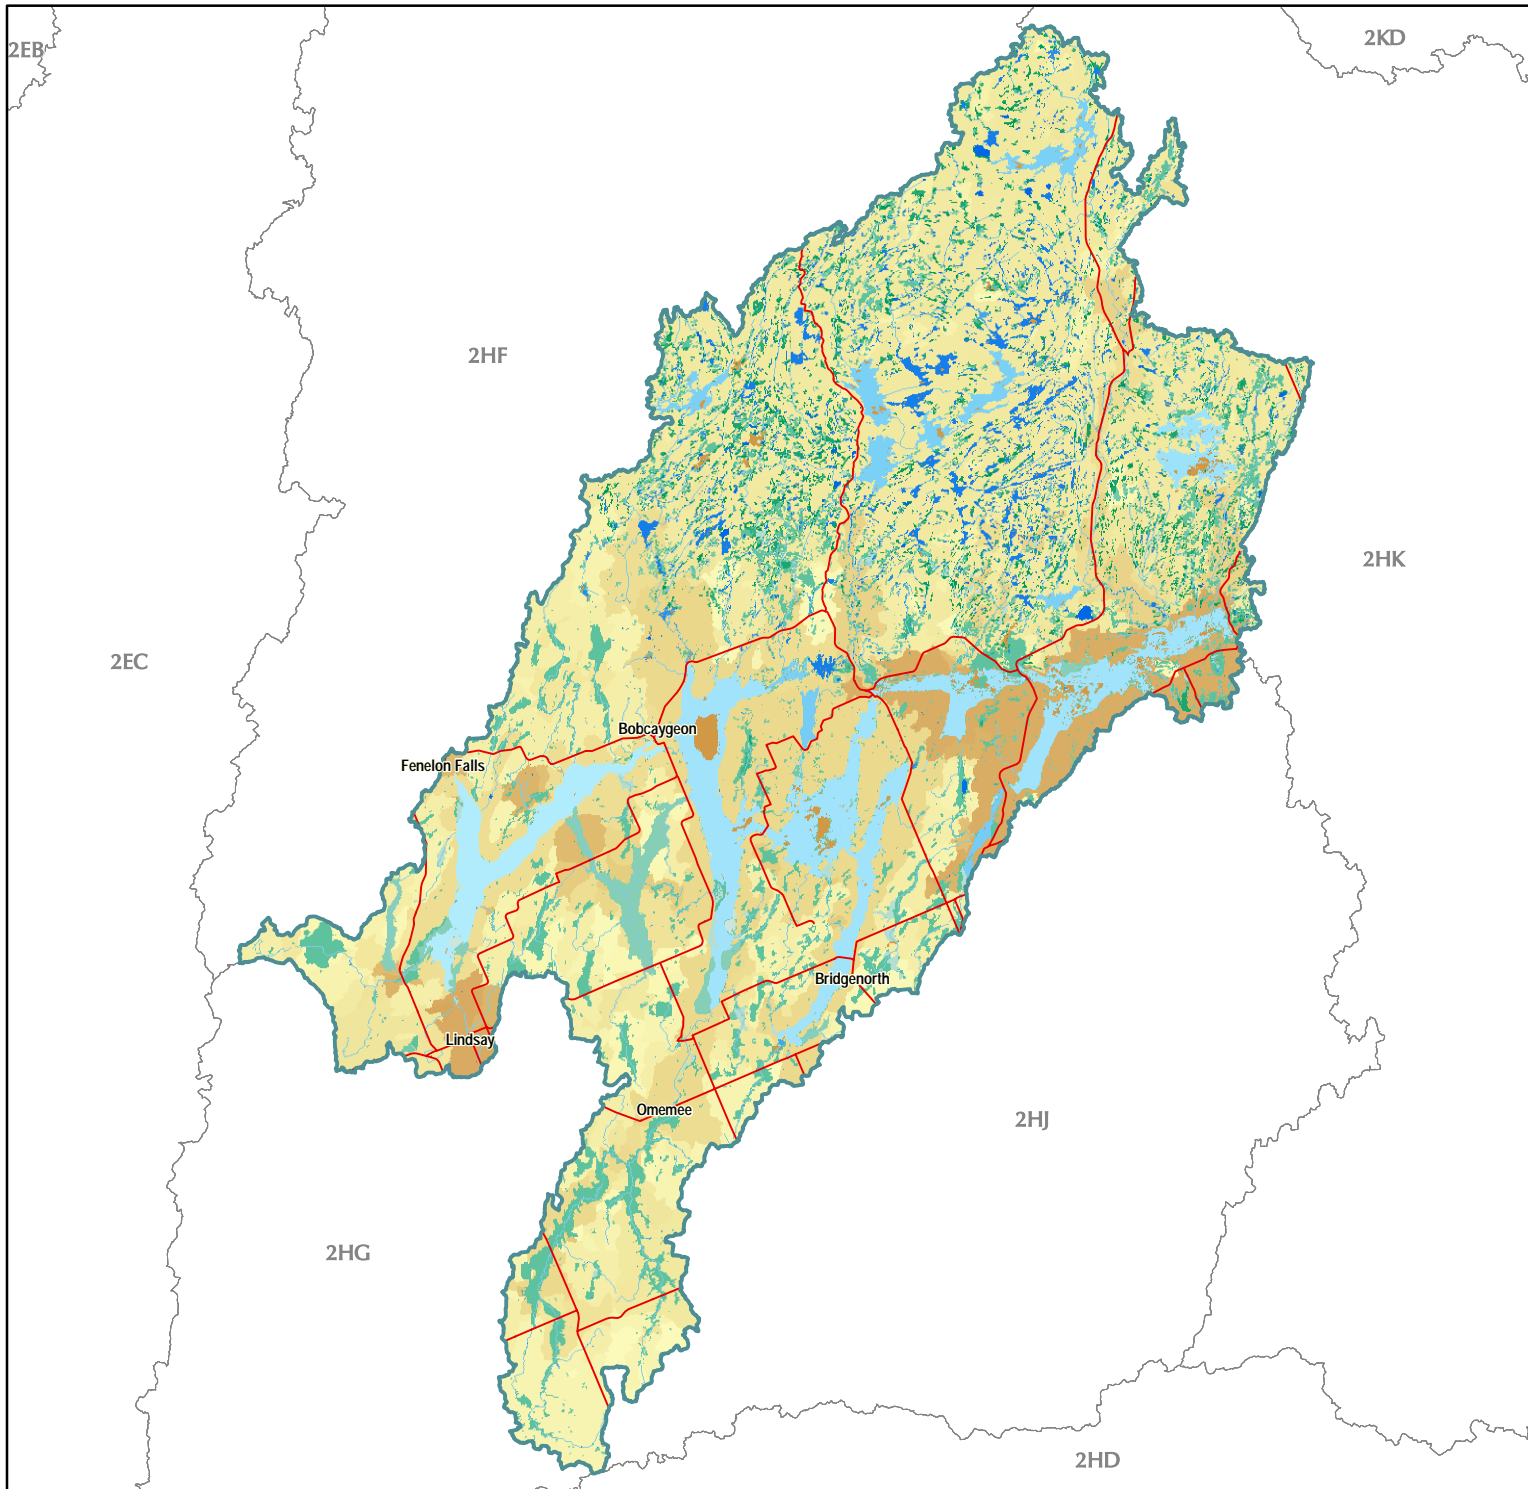 2EB
2KD
2HF
2HK
2EC
Bobcaygeon
Fenelon Falls
Bridgenorth
Lindsay
Omemee
2HJ
2HG
2HD